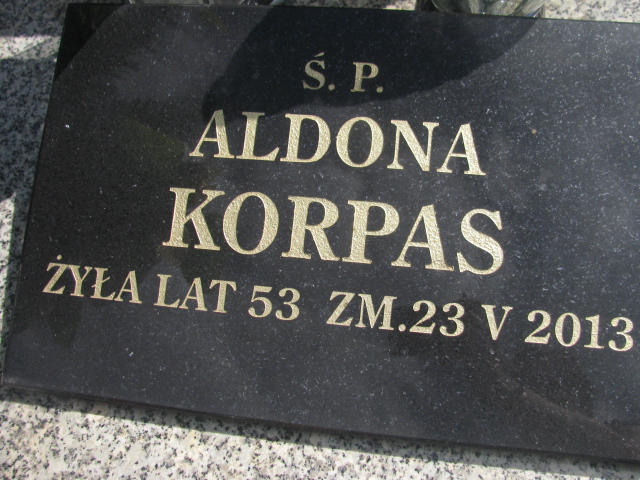 Ś. P.
ALDONA
KORPAS
ŻYŁA LAT 53 ZM.23 V 2013